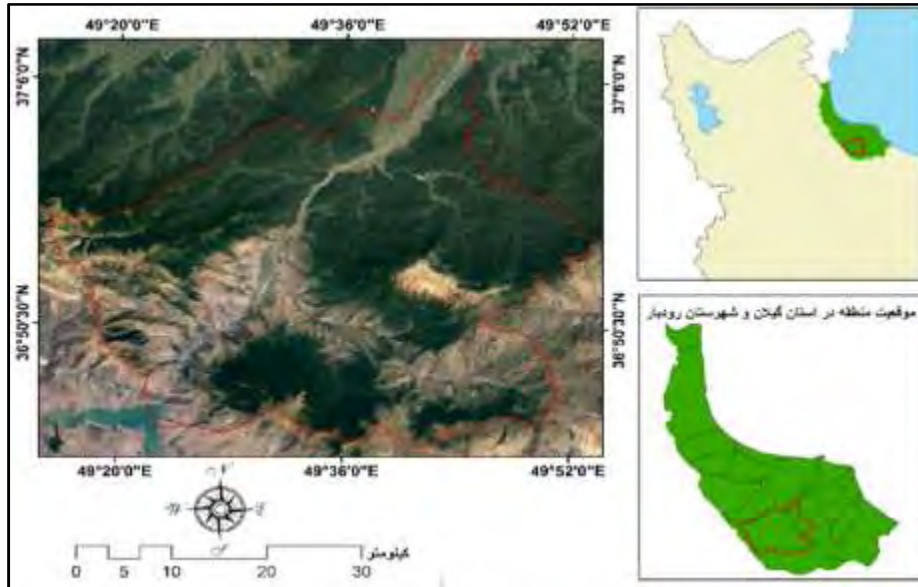 49°20'0"E 49°36'0"E 49°52'0"E
37°6'0"N
37°6'0"N
36°50'30"N
36°50'30"N
49°20'0"E 49°36'0"E 49°52'0"E
موقعیت منطقه در استان گیلان و شهرستان رودبار
N
W E
S
کیلومتر
0 5 10 20 30